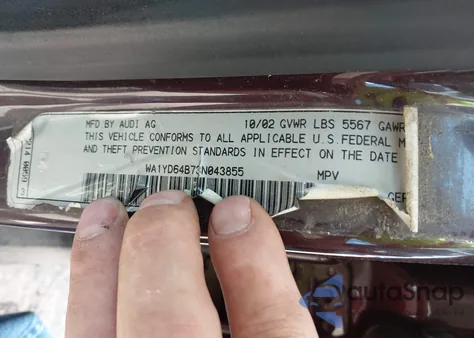 MFD BY AUDI AG 10/02 GVWR LBS 5567 GAWR
THIS VEHICLE CONFORMS TO ALL APPLICABLE U.S.FEDERAL M
AND THEFT PREVENTION STANDARDS IN EFFECT ON THE DATE
WA1YD64B73N043855 MPV
GER
autoSnap